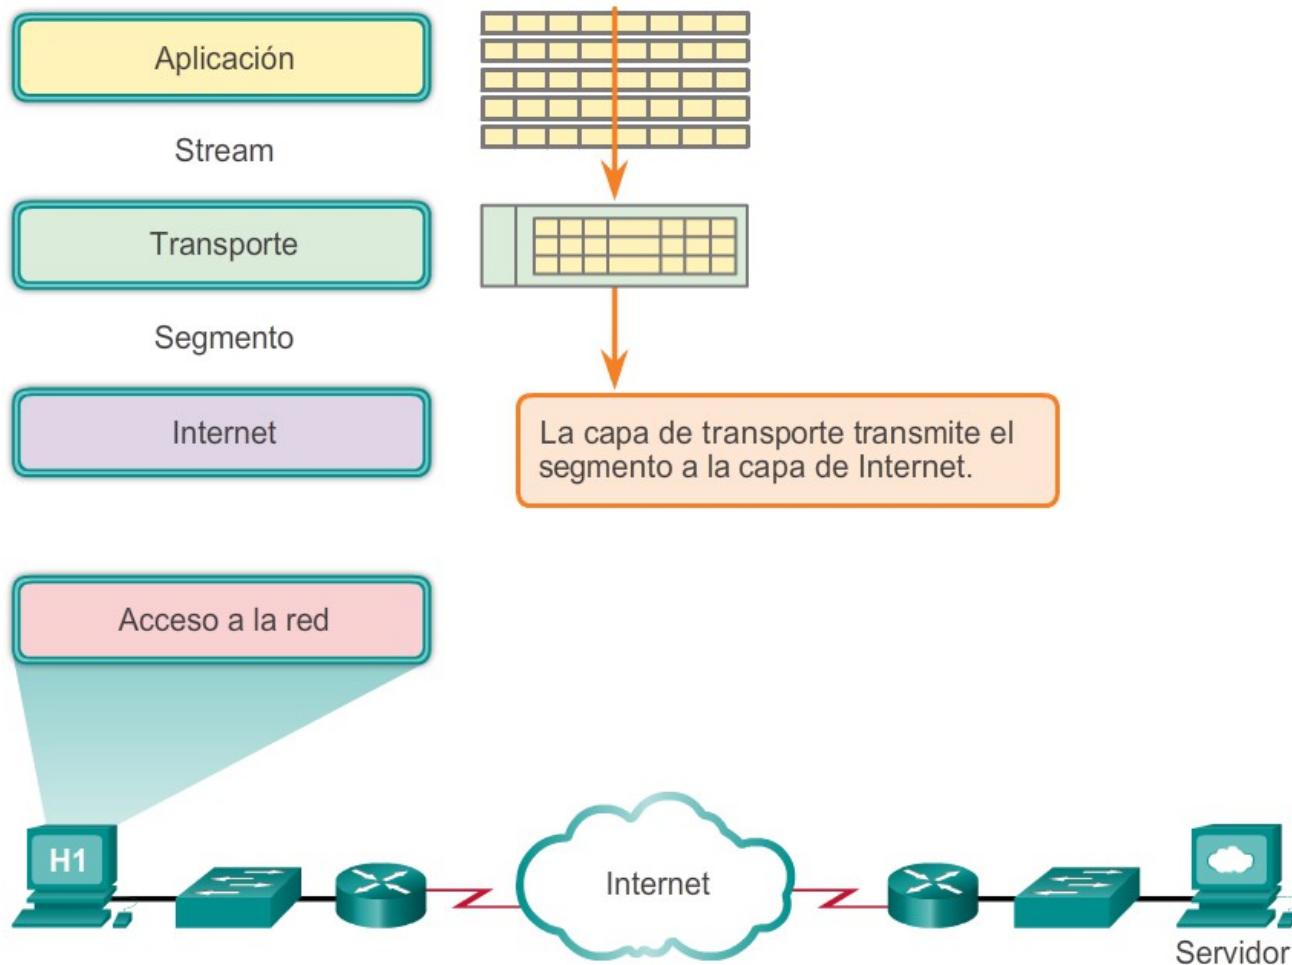 Aplicación
Stream
Transporte
Segmento
Internet
La capa de transporte transmite el
segmento a la capa de Internet.
Acceso a la red
H1
Internet
Servidor